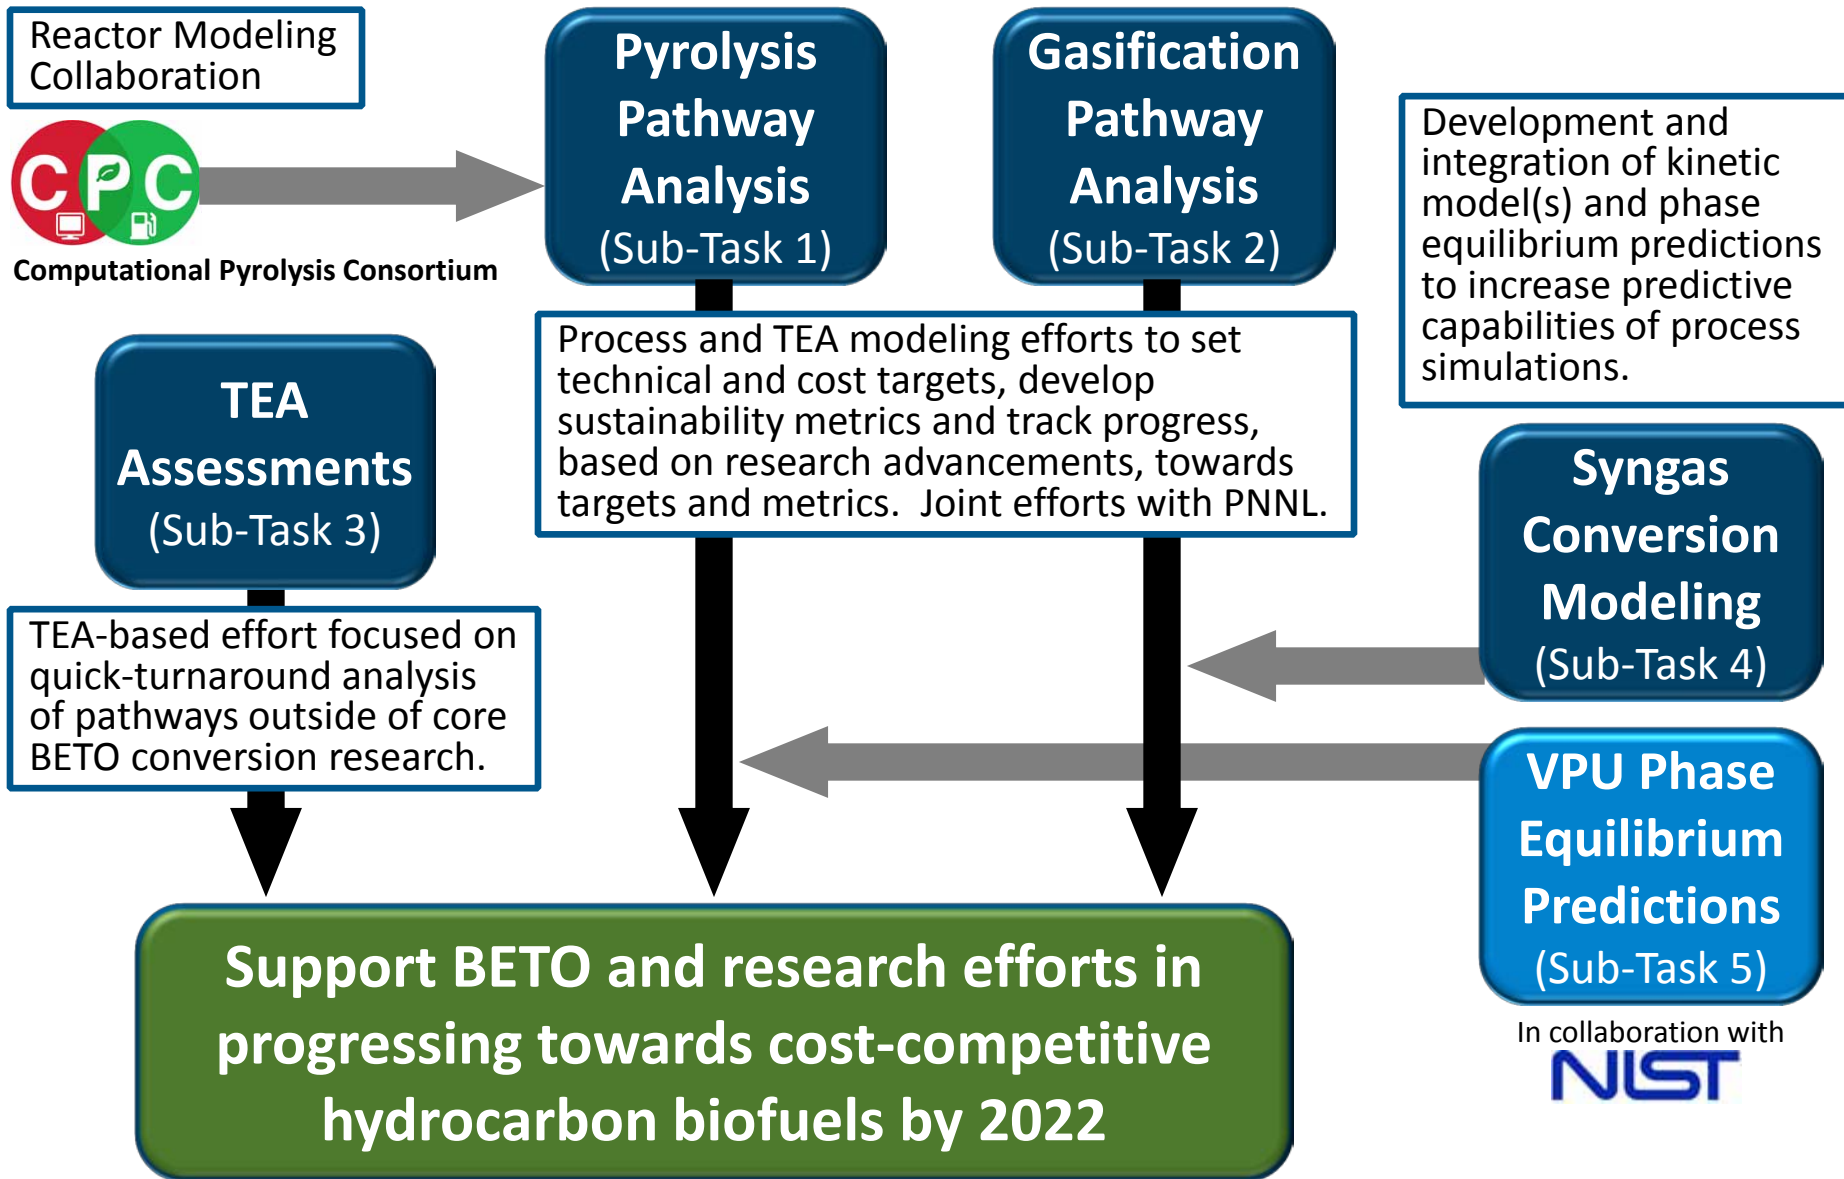 Reactor Modeling
Collaboration
CPC
Computational Pyrolysis Consortium
Pyrolysis
Pathway
Analysis
(Sub-Task 1)
Gasification
Pathway
Analysis
(Sub-Task 2)
Development and
integration of kinetic
model(s) and phase
equilibrium predictions
to increase predictive
capabilities of process
simulations.
Process and TEA modeling efforts to set
technical and cost targets, develop
sustainability metrics and track progress,
based on research advancements, towards
targets and metrics.  Joint efforts with PNNL.
TEA
Assessments
(Sub-Task 3)
TEA-based effort focused on
quick-turnaround analysis
of pathways outside of core
BETO conversion research.
Syngas
Conversion
Modeling
(Sub-Task 4)
VPU Phase
Equilibrium
Predictions
(Sub-Task 5)
In collaboration with
NIST
Support BETO and research efforts in
progressing towards cost-competitive
hydrocarbon biofuels by 2022